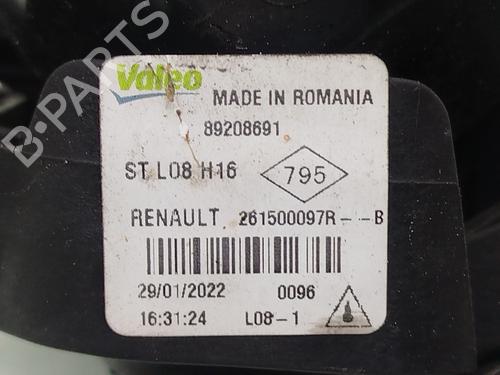 Valeo
MADE IN ROMANIA
89208691
ST L08 H16
795
RENAULT 261500097R--B
29/01/2022 0096
16:31:24 L08-1